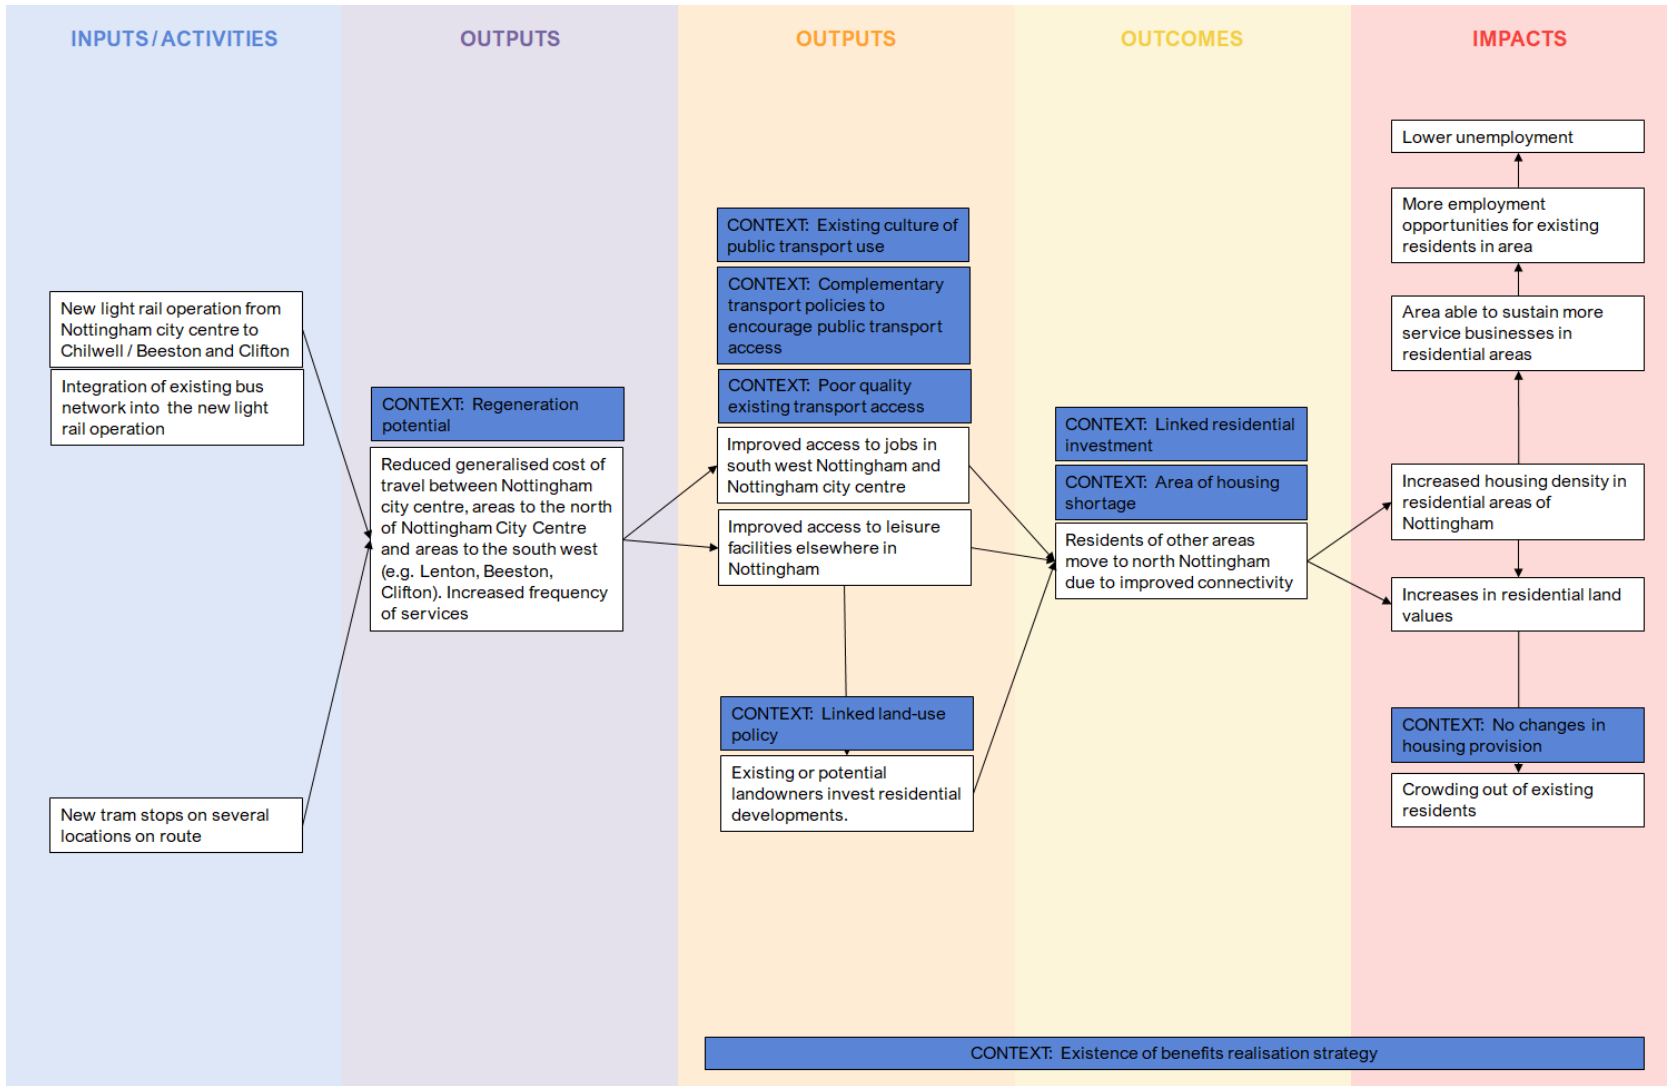 INPUTS / ACTIVITIES
OUTPUTS
OUTPUTS
OUTCOMES
IMPACTS
New light rail operation from
Nottingham city centre to
Chilwell / Beeston and Clifton
Integration of existing bus
network into the new light
rail operation
New tram stops on several
locations on route
CONTEXT: Regeneration
potential
Reduced generalised cost of
travel between Nottingham
city centre, areas to the north
of Nottingham City Centre
and areas to the south west
(e.g. Lenton, Beeston,
Clifton). Increased frequency
of services
CONTEXT: Existing culture of
public transport use
CONTEXT: Complementary
transport policies to
encourage public transport
access
CONTEXT: Poor quality
existing transport access
Improved access to jobs in
south west Nottingham and
Nottingham city centre
Improved access to leisure
facilities elsewhere in
Nottingham
CONTEXT: Linked land-use
policy
Existing or potential
landowners invest residential
developments.
CONTEXT: Linked residential
investment
CONTEXT: Area of housing
shortage
Residents of other areas
move to north Nottingham
due to improved connectivity
Lower unemployment
More employment
opportunities for existing
residents in area
Area able to sustain more
service businesses in
residential areas
Increased housing density in
residential areas of
Nottingham
Increases in residential land
values
CONTEXT: No changes in
housing provision
Crowding out of existing
residents
CONTEXT: Existence of benefits realisation strategy